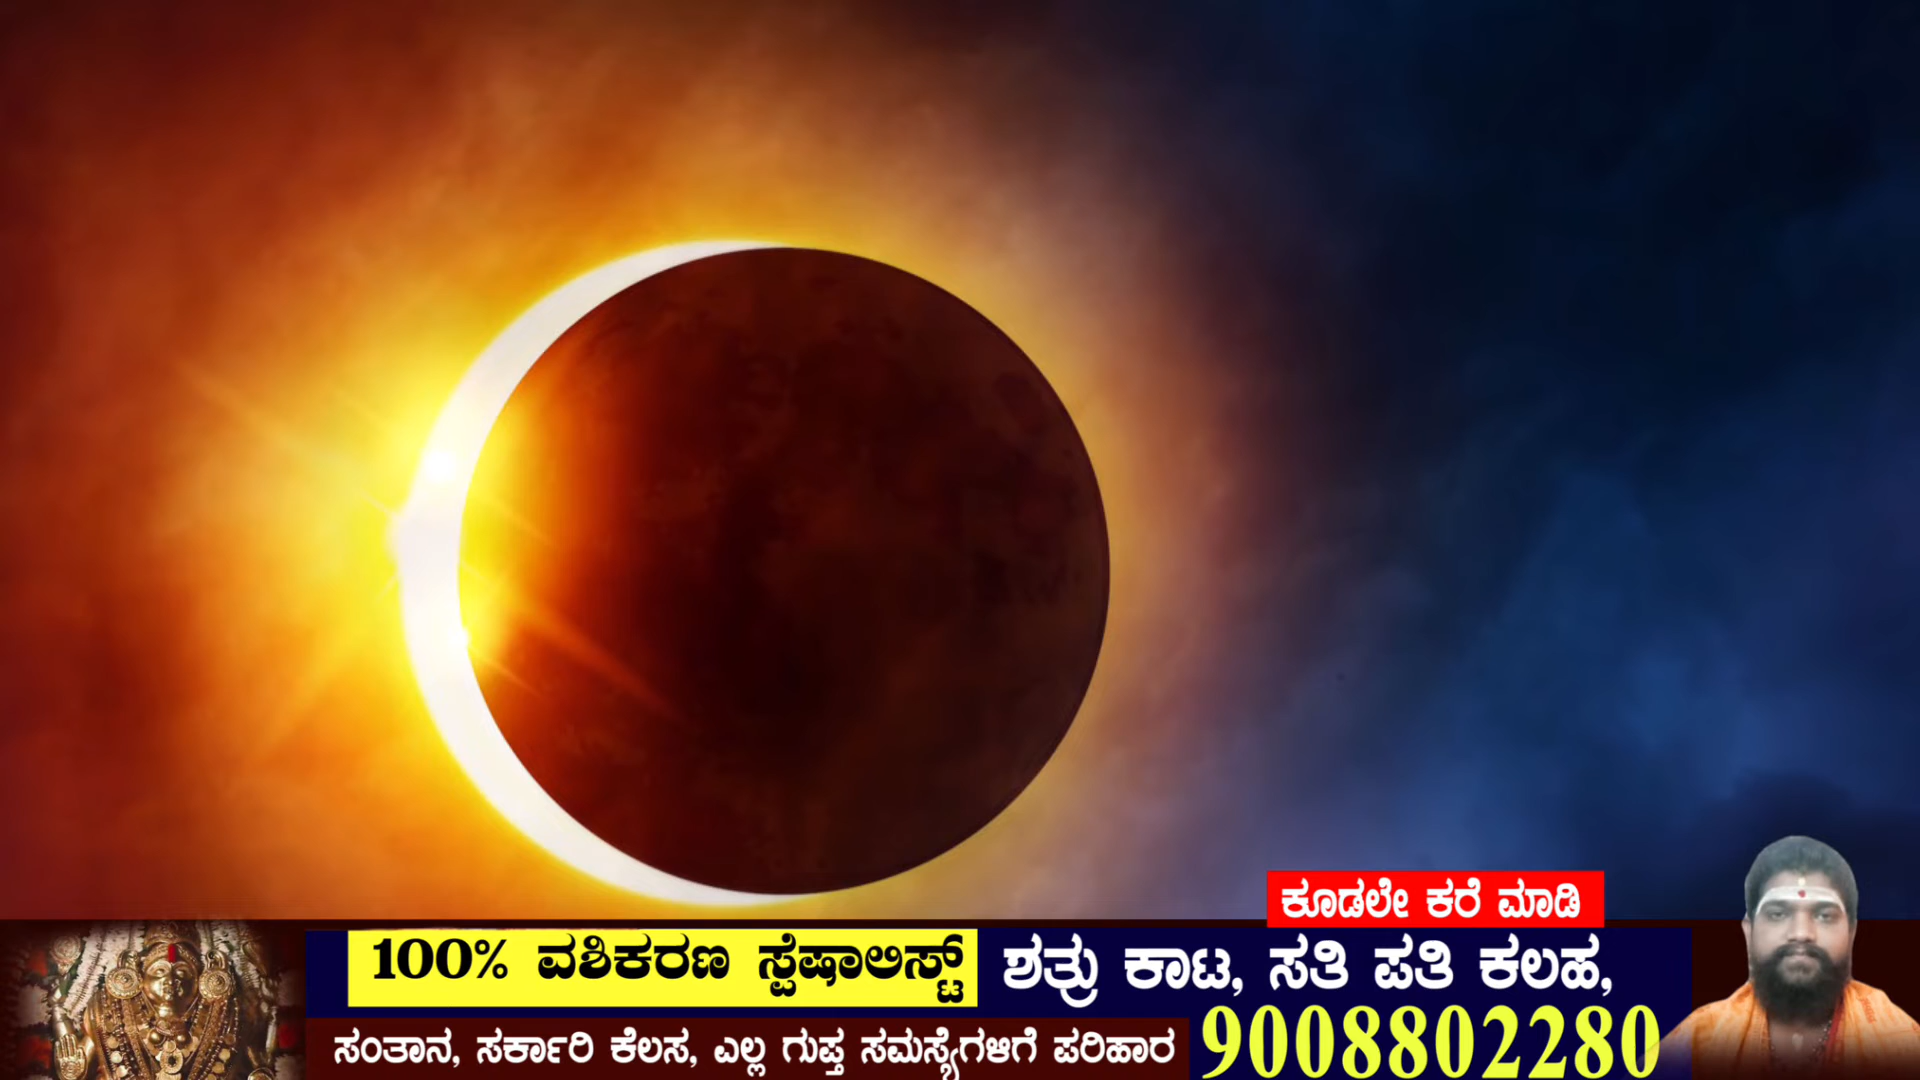 ಕೂಡಲೇ ಕರೆ ಮಾಡಿ
100% ವಶಿಕರಣ ಸ್ಪೆಷಾಲಿಸ್ಟ್ ಶತ್ರು ಕಾಟ, ಸತಿ ಪತಿ ಕಲಹ,
ಸಂತಾನ, ಸರ್ಕಾರಿ ಕೆಲಸ, ಎಲ್ಲ ಗುಪ್ತ ಸಮಸ್ಯೆಗಳಿಗೆ ಪರಿಹಾರ 9008802280